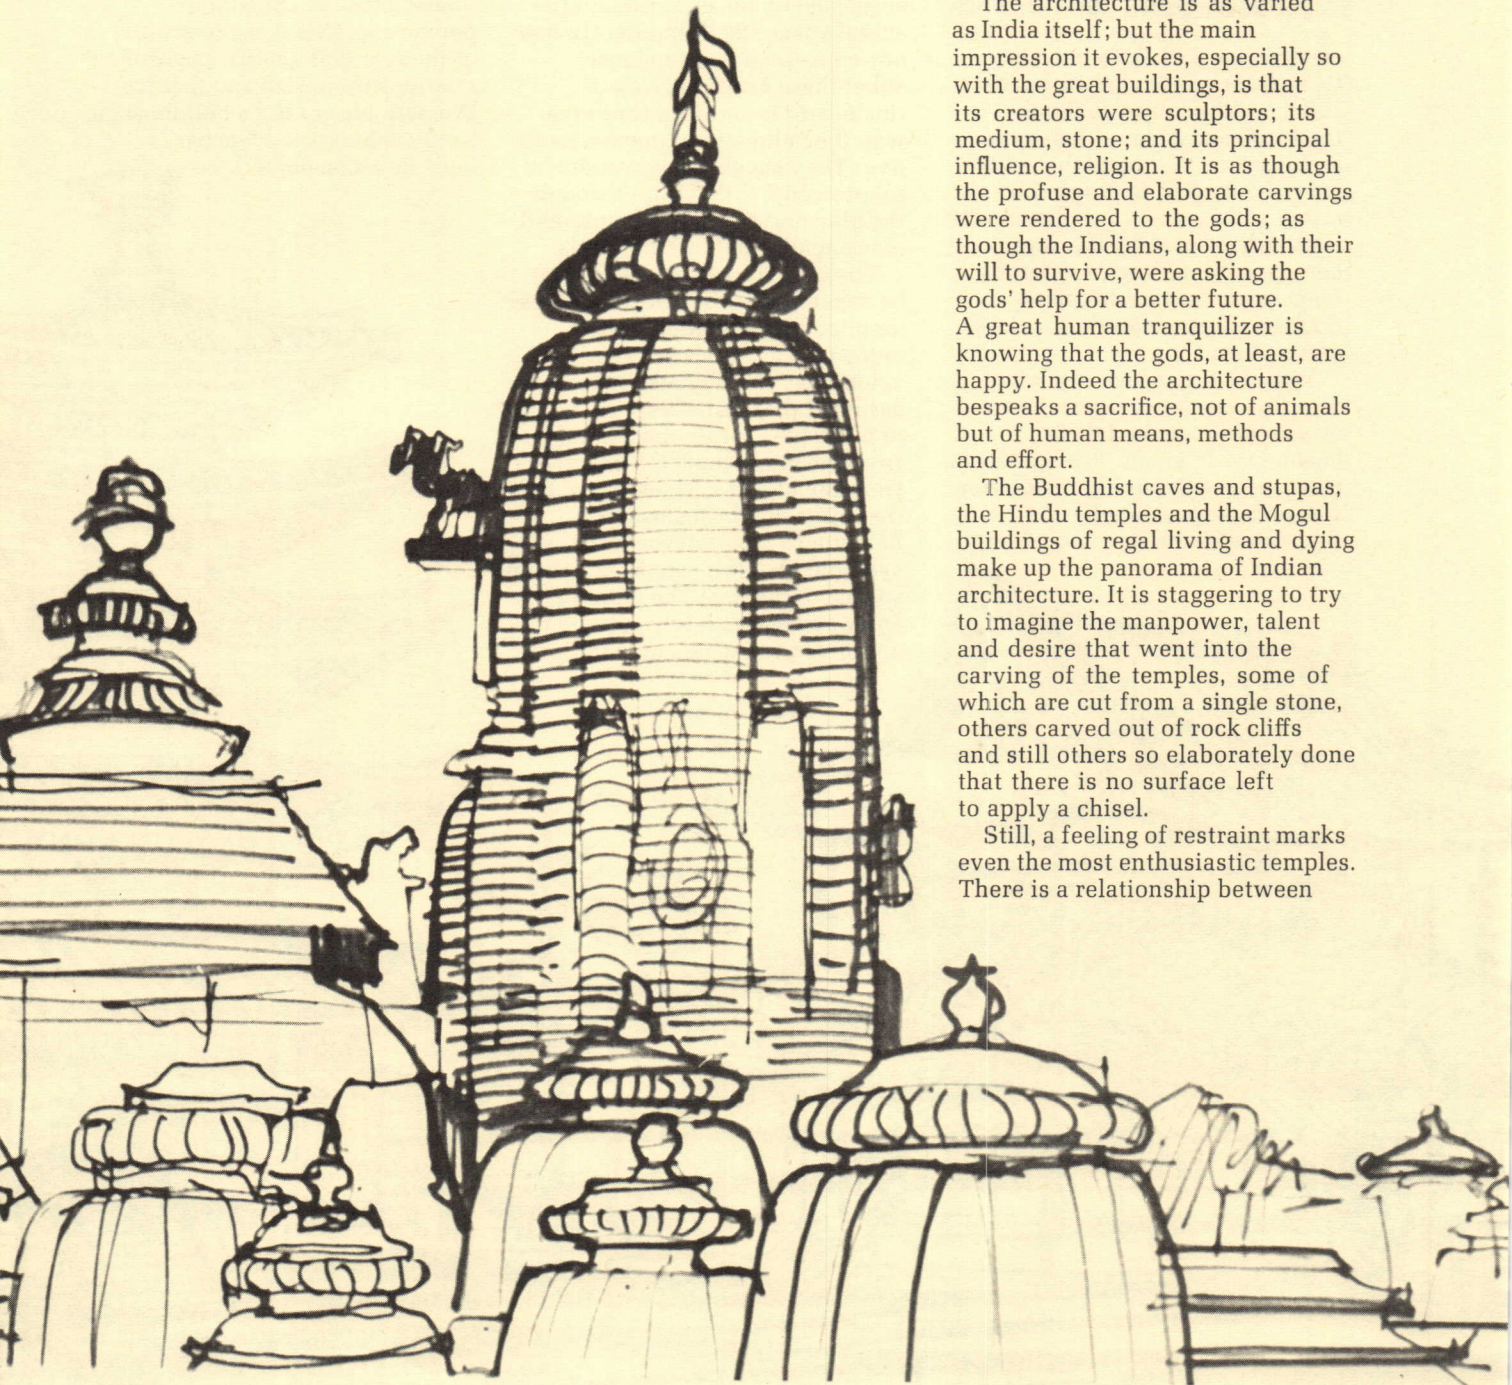 The architecture is as varied
as India itself; but the main
impression it evokes, especially so
with the great buildings, is that
its creators were sculptors; its
medium, stone; and its principal
influence, religion. It is as though
the profuse and elaborate carvings
were rendered to the gods; as
though the Indians, along with their
will to survive, were asking the
gods' help for a better future.
A great human tranquilizer is
knowing that the gods, at least, are
happy. Indeed the architecture
bespeaks a sacrifice, not of animals
but of human means, methods
and effort.
The Buddhist caves and stupas,
the Hindu temples and the Mogul
buildings of regal living and dying
make up the panorama of Indian
architecture. It is staggering to try
to imagine the manpower, talent
and desire that went into the
carving of the temples, some of
which are cut from a single stone,
others carved out of rock cliffs
and still others so elaborately done
that there is no surface left
to apply a chisel.
Still, a feeling of restraint marks
even the most enthusiastic temples.
There is a relationship between